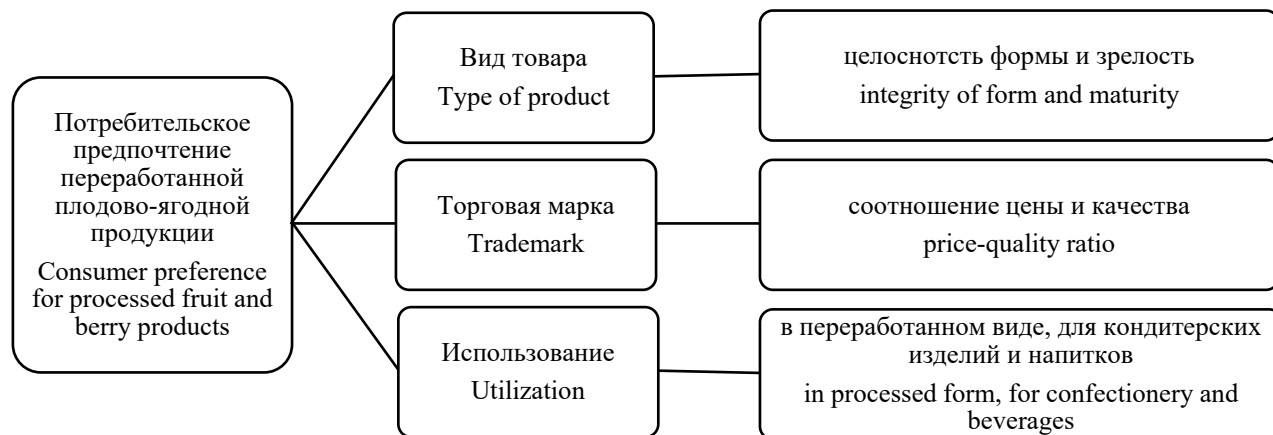 Потребительское
предпочтение
переработанной
плодово-ягодной
продукции
Consumer preference
for processed fruit and
berry products
Вид товара
Type of product
целоснотсть формы и зрелость
integrity of form and maturity
Торговая марка
Trademark
соотношение цены и качества
price-quality ratio
Использование
Utilization
в переработанном виде, для кондитерских
изделий и напитков
in processed form, for confectionery and
beverages